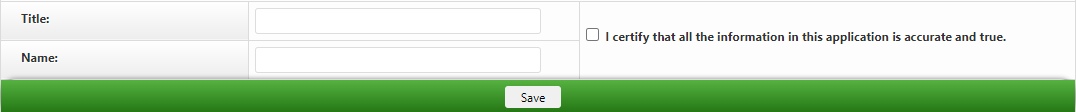 Title:
I certify that all the information in this application is accurate and true.
Name:
Save